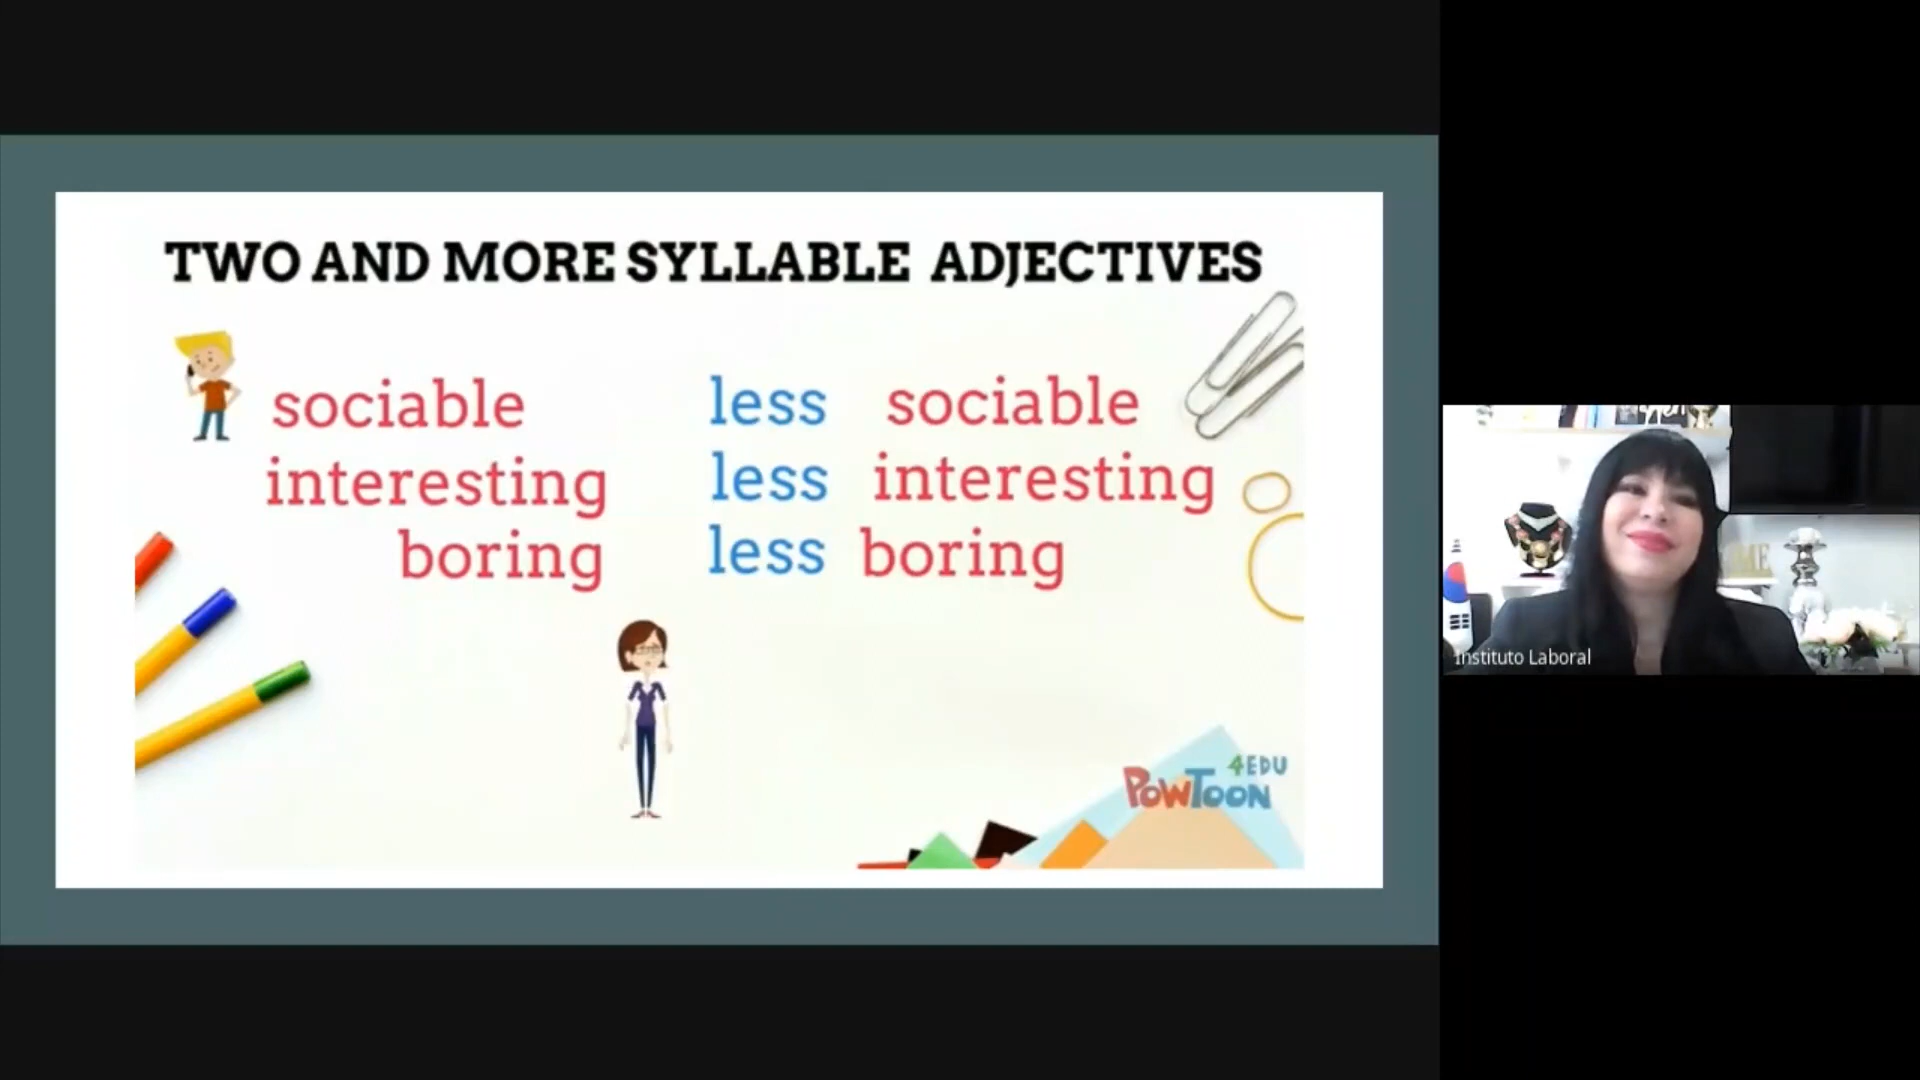 TWO AND MORE SYLLABLE ADJECTIVES
sociable less sociable
interesting less interesting
boring less boring
4EDU
POWTOON
Instituto Laboral